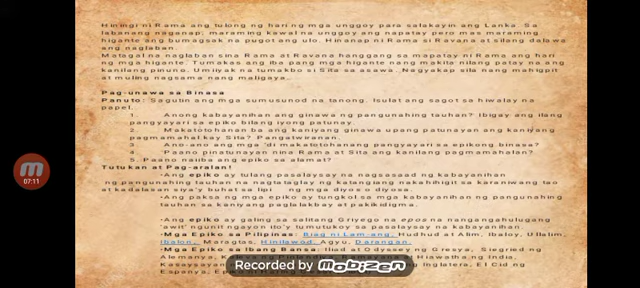 Hiningi ni Rama ang tulong ng hari ng mga unggoy para salakayin ang Lanka. Sa
labanang naganap, maraming kawal na unggoy ang napatay pero mas maraming
higante ang bumagsak na pugot ang ulo. Hinanap ni Rama si Ravana at silang dalawa
ang naglaban.
Matagal na naglaban sina Rama at Ravana hanggang sa mapatay ni Rama ang hari
ng mga higante. Tumakas ang iba pang mga higante nang makita nilang patay na ang
kanilang pinuno. Umiiyak na tumakbo si Sita sa asawa. Nagyakap sila nang mahigpit
at muling nagsama nang maligaya.
Pag-unawa sa Binasa
Panuto: Sagutin ang mga sumusunod na tanong. Isulat ang sagot sa hiwalay na
papel.
1. Anong kabayanihan ang ginawa ng pangunahing tauhan? Ibigay ang ilang
pangyayari sa epiko bilang iyong patunay.
2. Makatotohanan ba ang kaniyang ginawa upang patunayan ang kaniyang
pagmamahal kay Sita? Pangatwiranan.
3. Ano-ano ang mga 'di makatotohanang pangyayari sa epikong binasa?
4. Paano pinatunayan nina Rama at Sita ang kanilang pagmamahalan?
5. Paano naiiba ang epiko sa alamat?
Tutukan at Pag-aralan!
•Ang epiko ay tulang pasalaysay na nagsasaad ng kabayanihan
ng pangunahing tauhan na nagtataglay ng katangiang nakahihigit sa karaniwang tao
at kadalasan siya'y buhat sa lipi ng mga diyos o diyosa.
•Ang paksa ng mga epiko ay tungkol sa mga kabayanihan ng pangunahing
tauhan sa kaniyang paglalakbay at pakikidigma.
•Ang epiko ay galing sa salitang Griyego na epos na nangangahulugang
'awit' ngunit ngayon ito'y tumutukoy sa pasalaysay na kabayanihan.
•Mga Epiko sa Pilipinas: Biag ni Lam-ang, Hudhud at Alim, Ibaloy, Ullalim,
Ibalon, Maragtas, Hinilawod, Agyu, Darangan.
•Mga Epiko sa Ibang Bansa: Iliad at Odyssey ng Gresya, Siegfried ng
Alemanya, Hiawatha ng India,
Kasaysayan Inglatera, El Cid ng
Espanya,
07:11
Recorded by MOBIZEN